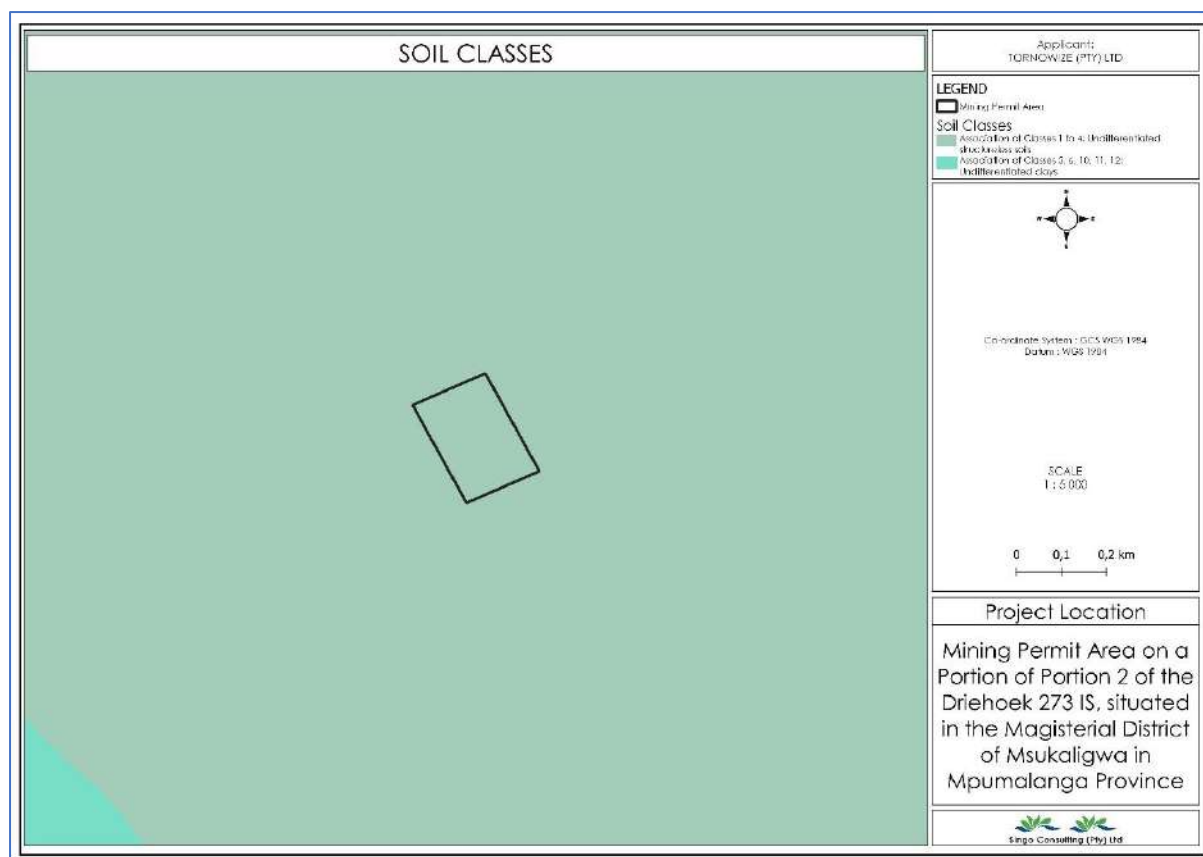 SOIL CLASSES
Applicant:
TORNOWIZE (PTY) LTD
LEGEND
Mining Permit Area
Soil Classes
Association of Classes 1 to 4: Undifferentiated
structureless soils
Association of Classes 5, 6, 10, 11, 12:
Undifferentiated clays
Co-ordinate System : GCS WGS 1984
Datum : WGS 1984
SCALE
1 : 5 000
0 0,1 0,2 km
Project Location
Mining Permit Area on a
Portion of Portion 2 of the
Driehoek 273 IS, situated
in the Magisterial District
of Msukaligwa in
Mpumalanga Province
Singo Consulting (Pty) Ltd